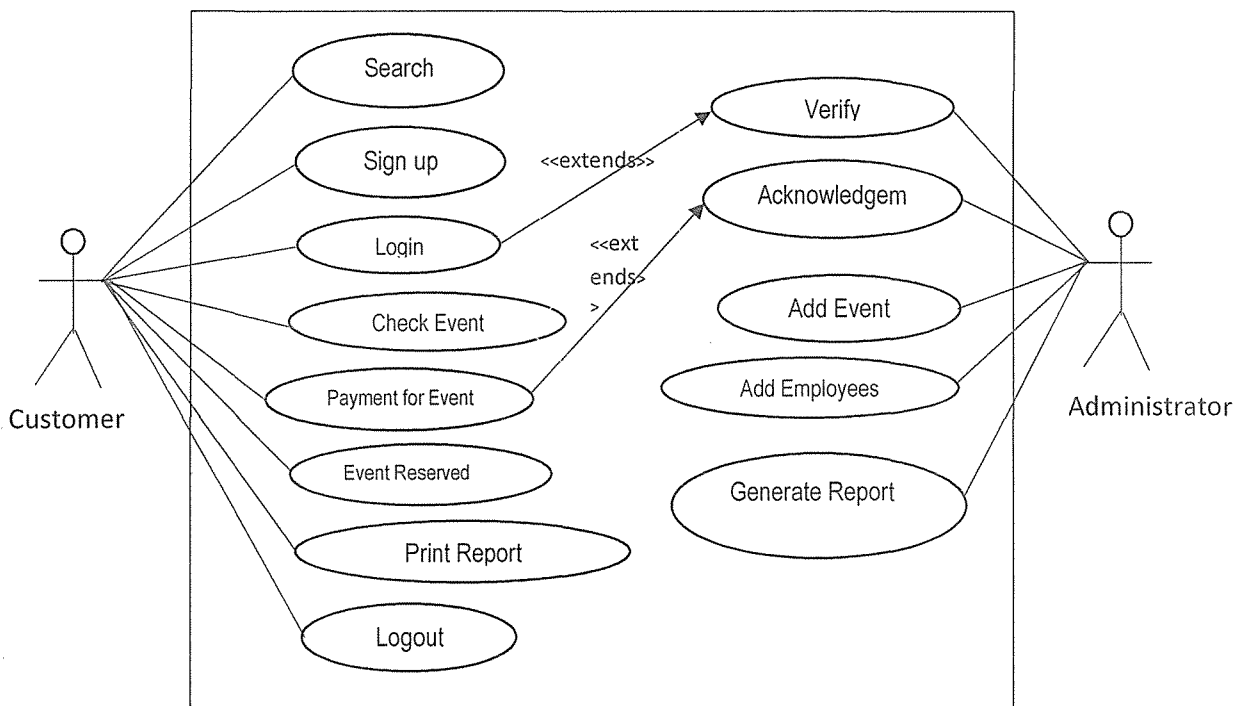 Search
Sign up
Login
Check Event
Payment for Event
Event Reserved
Print Report
Logout
<<extends>>
<<ext
ends>
>
Verify
Acknowledgem
Add Event
Add Employees
Generate Report
Customer
Administrator